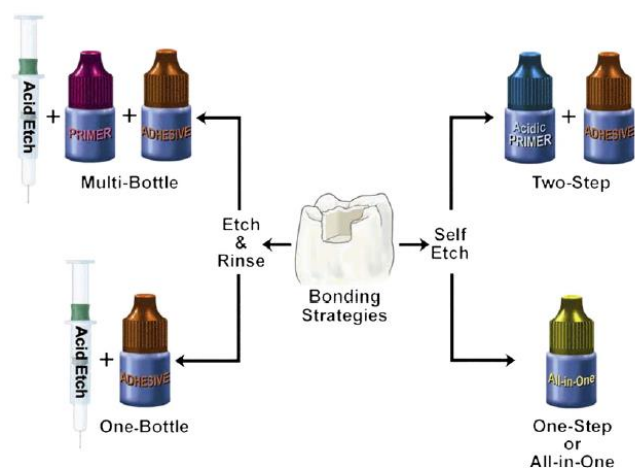 Acid Etch
+
PRIMER
+
ADHESIVE
Multi-Bottle
Acidic
PRIMER
+
ADHESIVE
Two-Step
Etch
&
Rinse
Self
Etch
Bonding
Strategies
Acid Etch
+
ADHESIVE
One-Bottle
All-in-One
One-Step
or
All-in-One